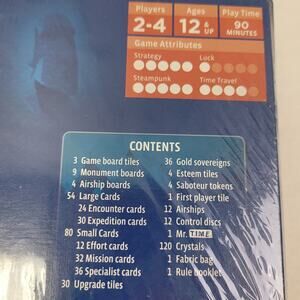 Players
2-4
Ages
12 & UP
Play Time
90 MINUTES
Game Attributes
Strategy
Luck
Steampunk
Time Travel
CONTENTS
3 Game board tiles
9 Monument boards
4 Airship boards
54 Large Cards
24 Encounter cards
30 Expedition cards
80 Small Cards
12 Effort cards
32 Mission cards
36 Specialist cards
30 Upgrade tiles
36 Gold sovereigns
4 Esteem tiles
4 Saboteur tokens
1 First player tile
12 Airships
12 Control discs
1 Mr. TIME
120 Crystals
1 Fabric bag
1 Rule booklet